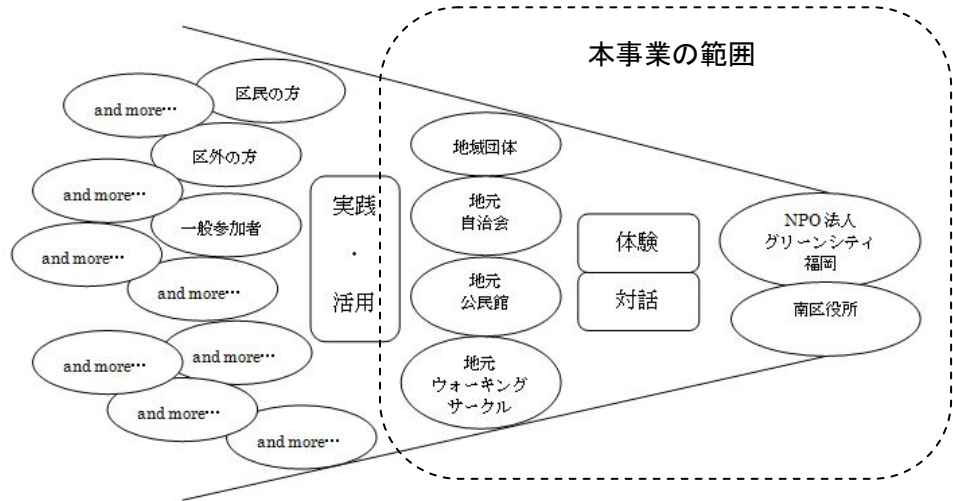 本事業の範囲
区民の方
and more…
区外の方
and more…
一般参加者
and more…
and more…
and more…
and more…
and more…
and more…
実践
・
活用
地域団体
地元
自治会
地元
公民館
地元
ウォーキング
サークル
体験
対話
NPO 法人
グリーンシティ
福岡
南区役所